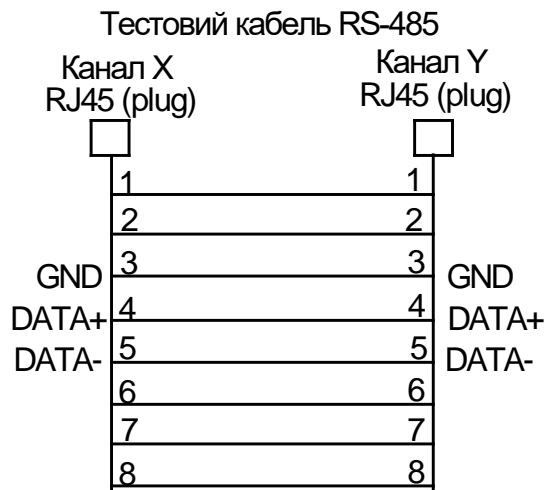 Тестовий кабель RS-485
Канал X Канал Y
RJ45 (plug) RJ45 (plug)
1 1
2 2
GND 3 3 GND
DATA+ 4 4 DATA+
DATA- 5 5 DATA-
6 6
7 7
8 8